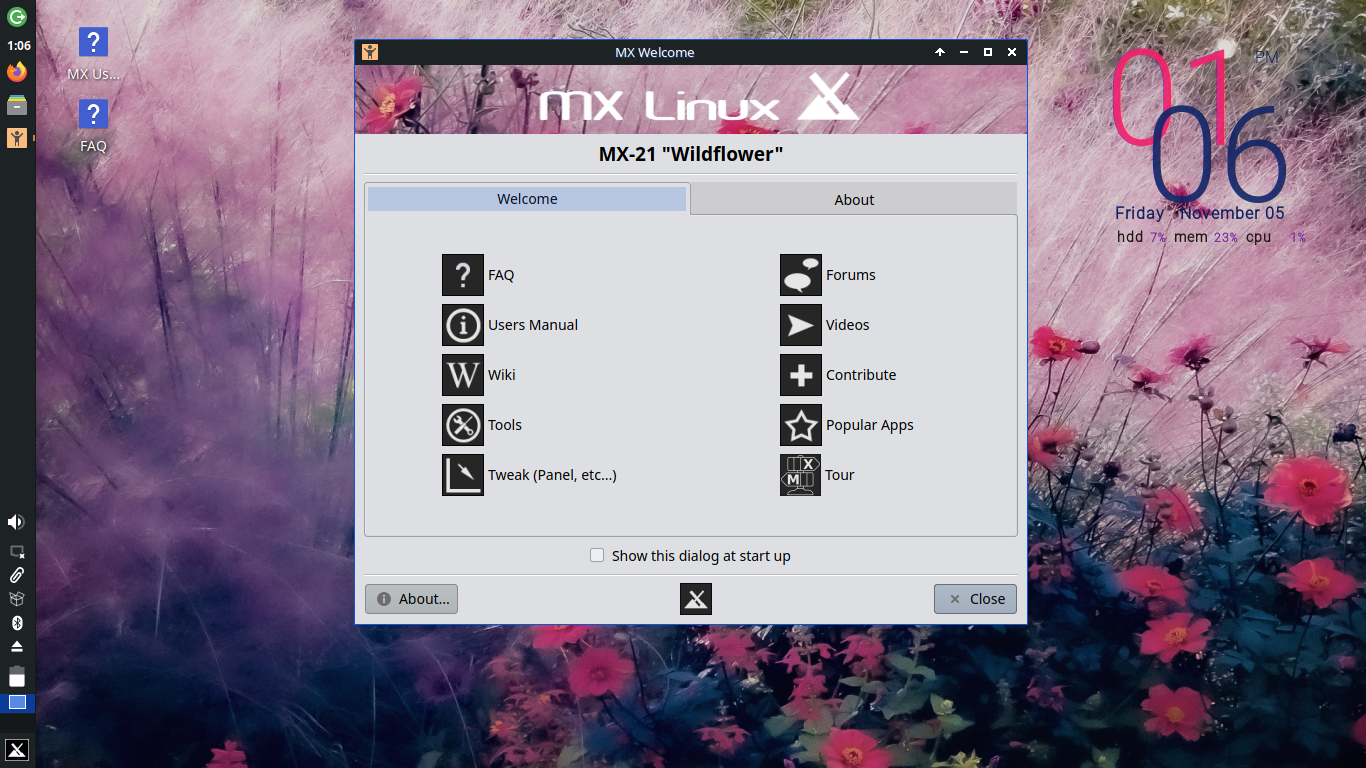 1:06
MX Us...
FAQ
MX Welcome
MX Linux
MX-21 "Wildflower"
Welcome
About
FAQ
Forums
Users Manual
Videos
Wiki
Contribute
Tools
Popular Apps
Tweak (Panel, etc...)
Tour
Show this dialog at start up
About...
Close
01 PM
06
Friday November 05
hdd 7% mem 23% cpu 1%